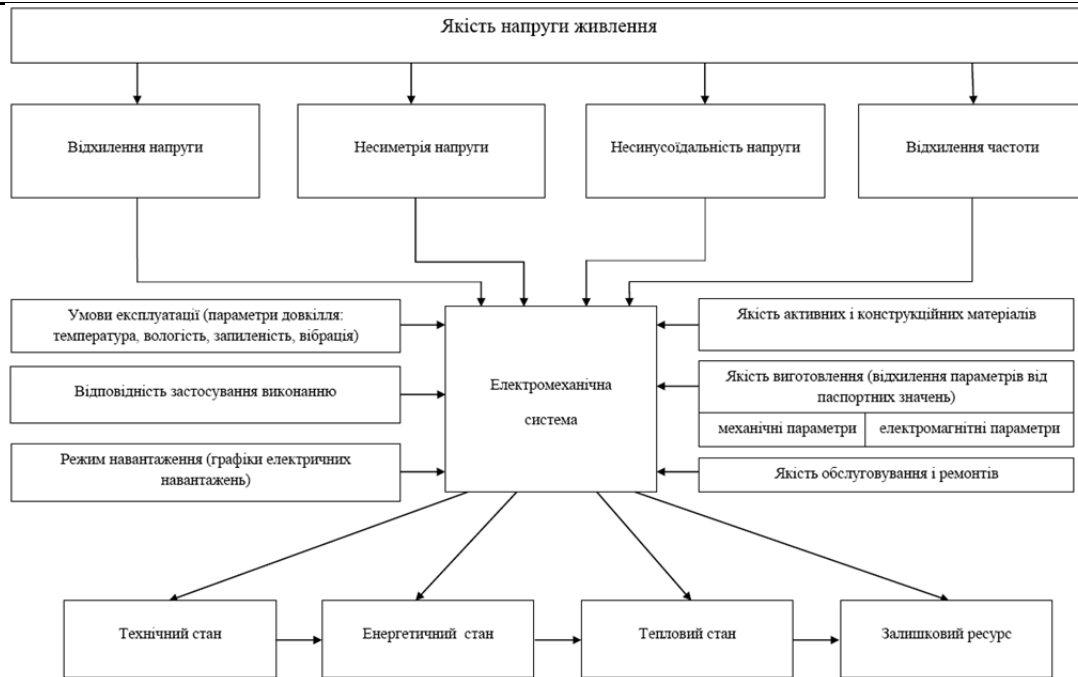 Якість напруги живлення
Відхилення напруги
Несиметрія напруги
Несинусоїдальність напруги
Відхилення частоти
Умови експлуатації (параметри довкілля:
температура, вологість, запиленість, вібрація)
Відповідність застосування виконанню
Режим навантаження (графіки електричних
навантажень)
Електромеханічна
система
Якість активних і конструкційних матеріалів
Якість виготовлення (відхилення параметрів від
паспортних значень)
механічні параметри
електромагнітні параметри
Якість обслуговування і ремонтів
Технічний стан
Енергетичний стан
Тепловий стан
Залишковий ресурс